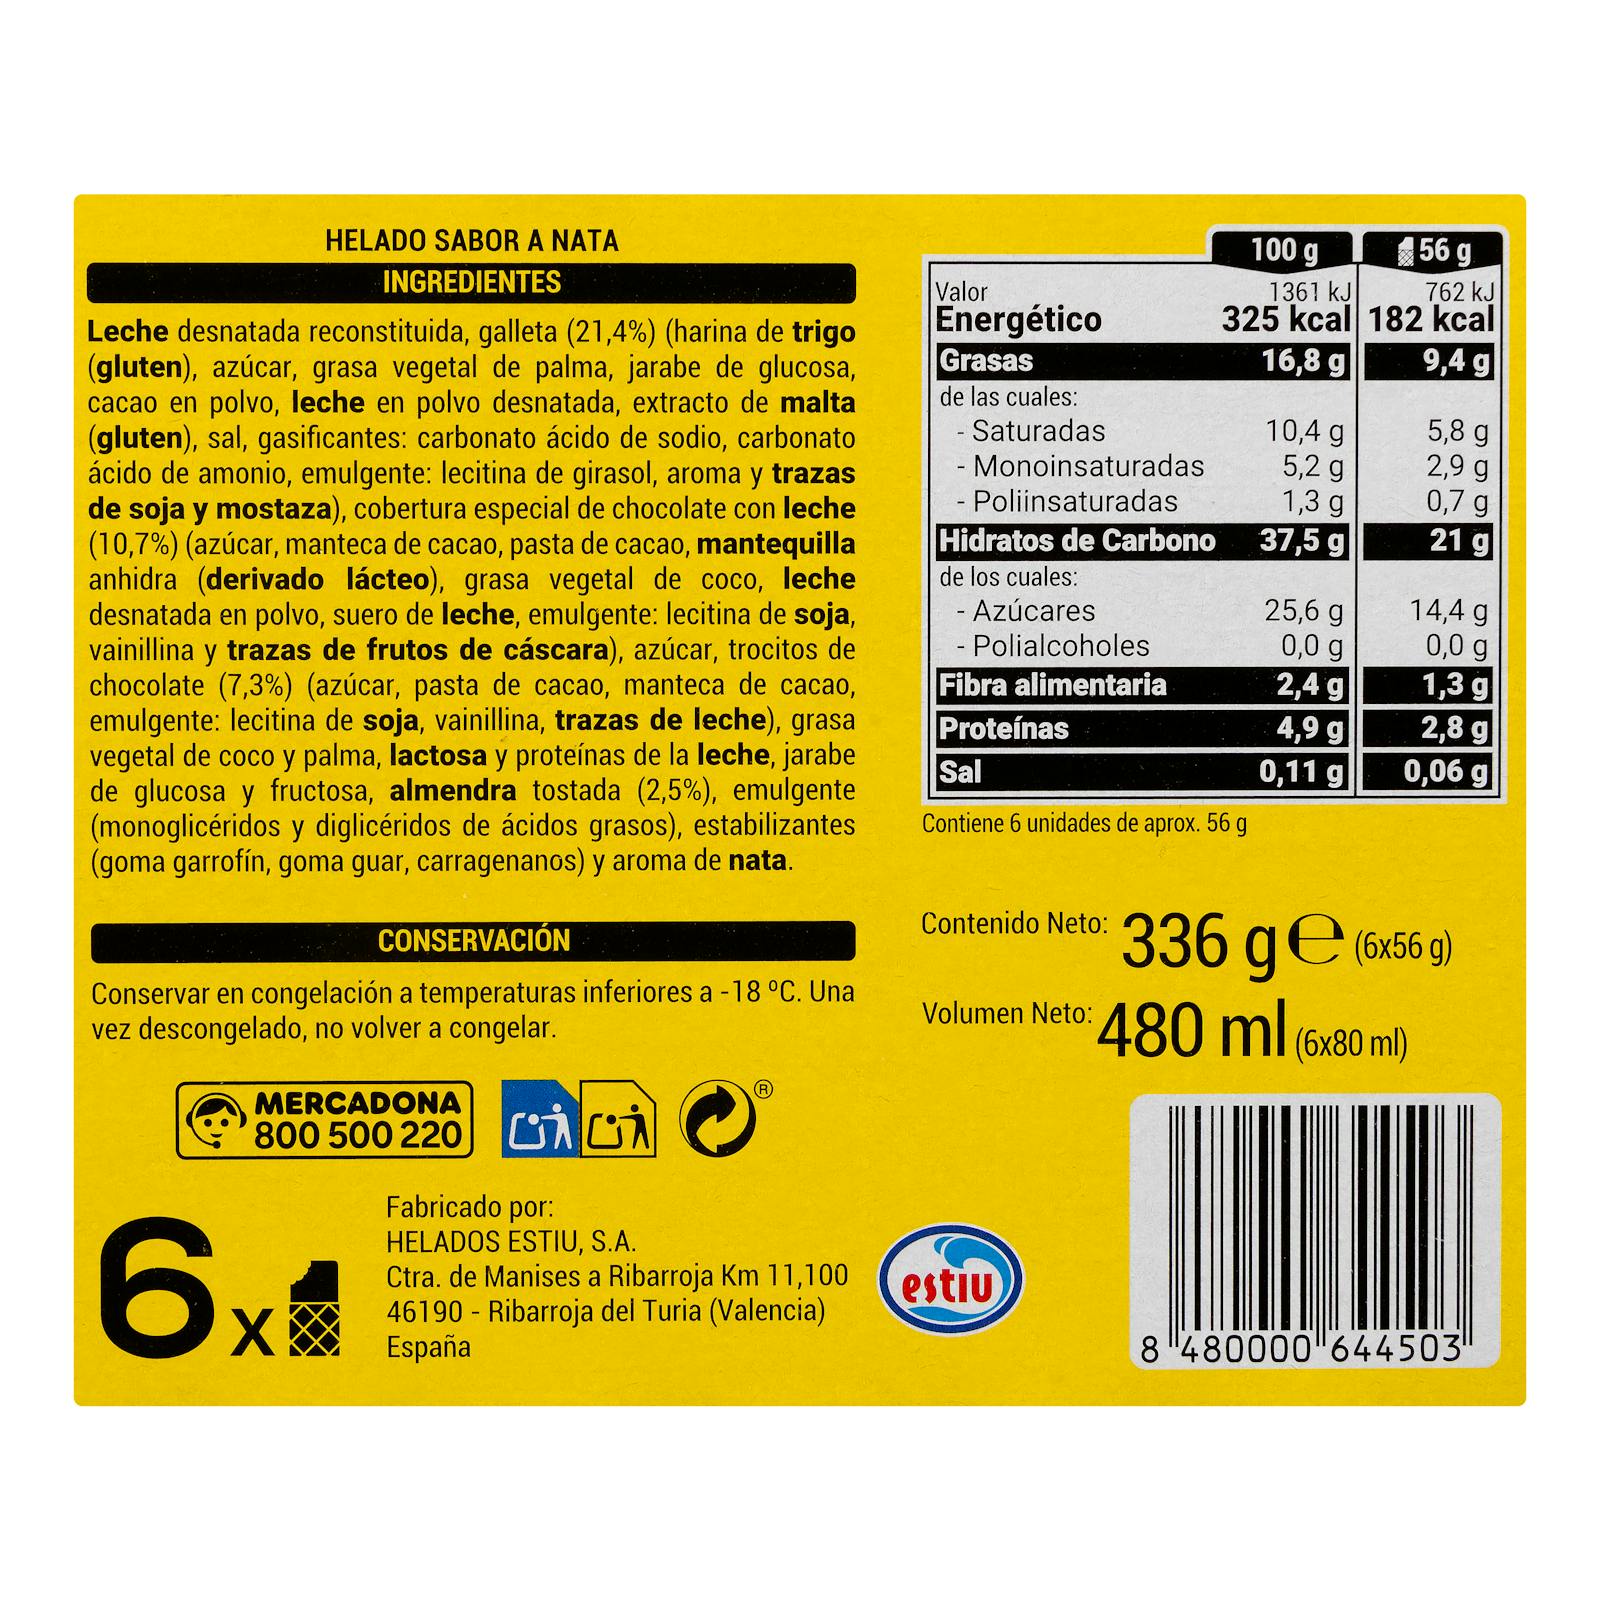 HELADO SABOR A NATA
INGREDIENTES
Leche desnatada reconstituida, galleta (21,4%) (harina de trigo
(gluten), azúcar, grasa vegetal de palma, jarabe de glucosa,
cacao en polvo, leche en polvo desnatada, extracto de malta
(gluten), sal, gasificantes: carbonato ácido de sodio, carbonato
ácido de amonio, emulgente: lecitina de girasol, aroma y trazas
de soja y mostaza), cobertura especial de chocolate con leche
(10,7%) (azúcar, manteca de cacao, pasta de cacao, mantequilla
anhidra (derivado lácteo), grasa vegetal de coco, leche
desnatada en polvo, suero de leche, emulgente: lecitina de soja,
vainillina y trazas de frutos de cáscara), azúcar, trocitos de
chocolate (7,3%) (azúcar, pasta de cacao, manteca de cacao,
emulgente: lecitina de soja, vainillina, trazas de leche), grasa
vegetal de coco y palma, lactosa y proteínas de la leche, jarabe
de glucosa y fructosa, almendra tostada (2,5%), emulgente
(monoglicéridos y diglicéridos de ácidos grasos), estabilizantes
(goma garrofín, goma guar, carragenanos) y aroma de nata.
CONSERVACIÓN
Conservar en congelación a temperaturas inferiores a -18 ºC. Una
vez descongelado, no volver a congelar.
MERCADONA
800 500 220
®
6 x
Fabricado por:
HELADOS ESTIU, S.A.
Ctra. de Manises a Ribarroja Km 11,100
46190 - Ribarroja del Turia (Valencia)
España
estiu
100 g 56 g
Valor 1361 kJ 762 kJ
Energético 325 kcal 182 kcal
Grasas 16,8 g 9,4 g
de las cuales:
- Saturadas 10,4 g 5,8 g
- Monoinsaturadas 5,2 g 2,9 g
- Poliinsaturadas 1,3 g 0,7 g
Hidratos de Carbono 37,5 g 21 g
de los cuales:
- Azúcares 25,6 g 14,4 g
- Polialcoholes 0,0 g 0,0 g
Fibra alimentaria 2,4 g 1,3 g
Proteínas 4,9 g 2,8 g
Sal 0,11 g 0,06 g
Contiene 6 unidades de aprox. 56 g
Contenido Neto: 336 g ℮ (6x56 g)
Volumen Neto: 480 ml (6x80 ml)
8 480000 644503